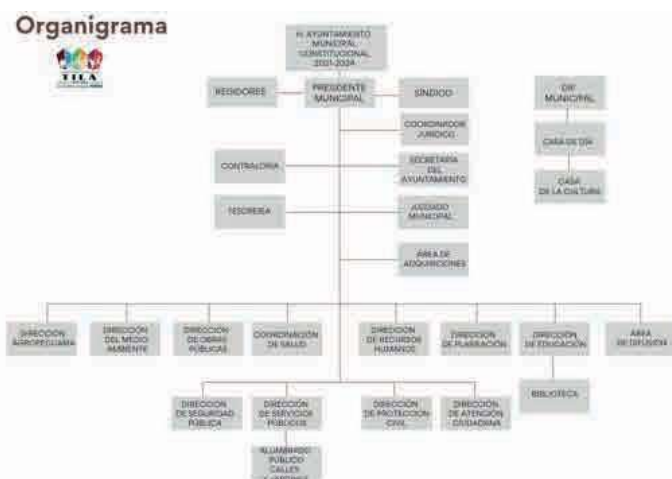 Organigrama
TILA
H. AYUNTAMIENTO
MUNICIPAL
CONSTITUCIONAL
2021-2024
REGIDORES
PRESIDENTE
MUNICIPAL
SÍNDICO
DIF
MUNICIPAL
COORDINADOR
JURÍDICO
CASA DE DÍA
CONTRALORIA
SECRETARIA
DEL
AYUNTAMIENTO
CASA
DE LA CULTURA
TESORERIA
JUZGADO
MUNICIPAL
ÁREA DE
ADQUISICIONES
DIRECCIÓN
AGROPECUARIA
DIRECCIÓN
DEL MEDIO
AMBIENTE
DIRECCIÓN
DE OBRAS
PÚBLICAS
COORDINACIÓN
DE SALUD
DIRECCIÓN
DE RECURSOS
HUMANOS
DIRECCIÓN
DE PLANEACIÓN
DIRECCIÓN
DE EDUCACIÓN
ÁREA
DE DIFUSIÓN
BIBLIOTECA
DIRECCIÓN
DE SEGURIDAD
PÚBLICA
DIRECCIÓN
DE SERVICIOS
PÚBLICOS
DIRECCIÓN
DE PROTECCIÓN
CIVIL
DIRECCIÓN
DE ATENCIÓN
CIUDADANA
ALUMBRADO
PÚBLICO
CALLES